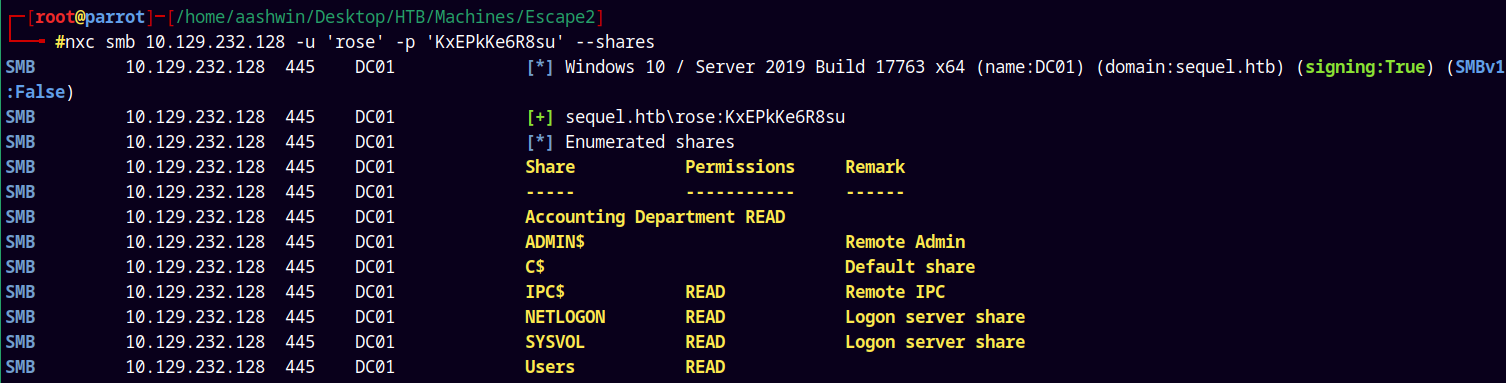 [root@parrot]─[/home/aashwin/Desktop/HTB/Machines/Escape2]
#nxc smb 10.129.232.128 -u 'rose' -p 'KxEPkKe6R8su' --shares
SMB 10.129.232.128 445 DC01 [*] Windows 10 / Server 2019 Build 17763 x64 (name:DC01) (domain:sequel.htb) (signing:True) (SMBv1
:False)
SMB 10.129.232.128 445 DC01 [+] sequel.htb\rose:KxEPkKe6R8su
SMB 10.129.232.128 445 DC01 [*] Enumerated shares
SMB 10.129.232.128 445 DC01 Share Permissions Remark
SMB 10.129.232.128 445 DC01 ----- ----------- ------
SMB 10.129.232.128 445 DC01 Accounting Department READ
SMB 10.129.232.128 445 DC01 ADMIN$ Remote Admin
SMB 10.129.232.128 445 DC01 C$ Default share
SMB 10.129.232.128 445 DC01 IPC$ READ Remote IPC
SMB 10.129.232.128 445 DC01 NETLOGON READ Logon server share
SMB 10.129.232.128 445 DC01 SYSVOL READ Logon server share
SMB 10.129.232.128 445 DC01 Users READ